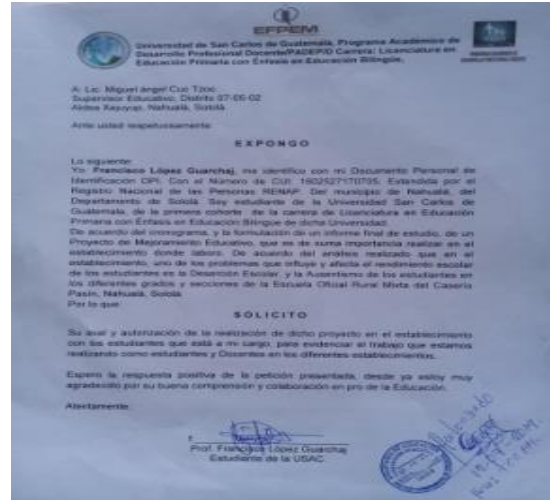 EFPEM
Universidad de San Carlos de Guatemala, Programa Académico de
Desarrollo Profesional Docente/PADEP/D Carrera: Licenciatura en
Educación Primaria con Énfasis en Educación Bilingüe,
A: Lic. Miguel ángel Cuc Tzoc
Supervisor Educativo, Distrito 07-05-02
Aldea Xejuyup, Nahualá, Sololá
Ante usted respetuosamente:
EXPONGO
Lo siguiente:
Yo: Francisco López Guarchaj, me identifico con mi Documento Personal de
Identificación DPI. Con el Número de CUI: Extendida por el
Registro Nacional de las Personas RENAP. Del municipio de Nahualá, del
Departamento de Sololá. Soy estudiante de la Universidad San Carlos de
Guatemala, de la primera cohorte de la carrera de Licenciatura en Educación
Primaria con Énfasis en Educación Bilingüe de dicha Universidad.
De acuerdo del cronograma, y la formulación de un informe final de estudio, de un
Proyecto de Mejoramiento Educativo, que es de suma importancia realizar en el
establecimiento donde laboro. De acuerdo del análisis realizado que en el
establecimiento, uno de los problemas que influye y afecta el rendimiento escolar
de los estudiantes es la Deserción Escolar, y la Ausentismo de los estudiantes en
los diferentes grados y secciones de la Escuela Oficial Rural Mixta del Caserío
Pasín, Nahualá, Sololá.
Por lo que:
SOLICITO
Su aval y autorización de la realización de dicho proyecto en el establecimiento
con los estudiantes que está a mi cargo, para evidenciar el trabajo que estamos
realizando como estudiantes y Docentes en los diferentes establecimientos.
Espero la respuesta positiva de la petición presentada, desde ya estoy muy
agradecido por su buena comprensión y colaboración en pro de la Educación.
Atentamente:
f.
Prof. Francisco López Guarchaj
Estudiante de la USAC